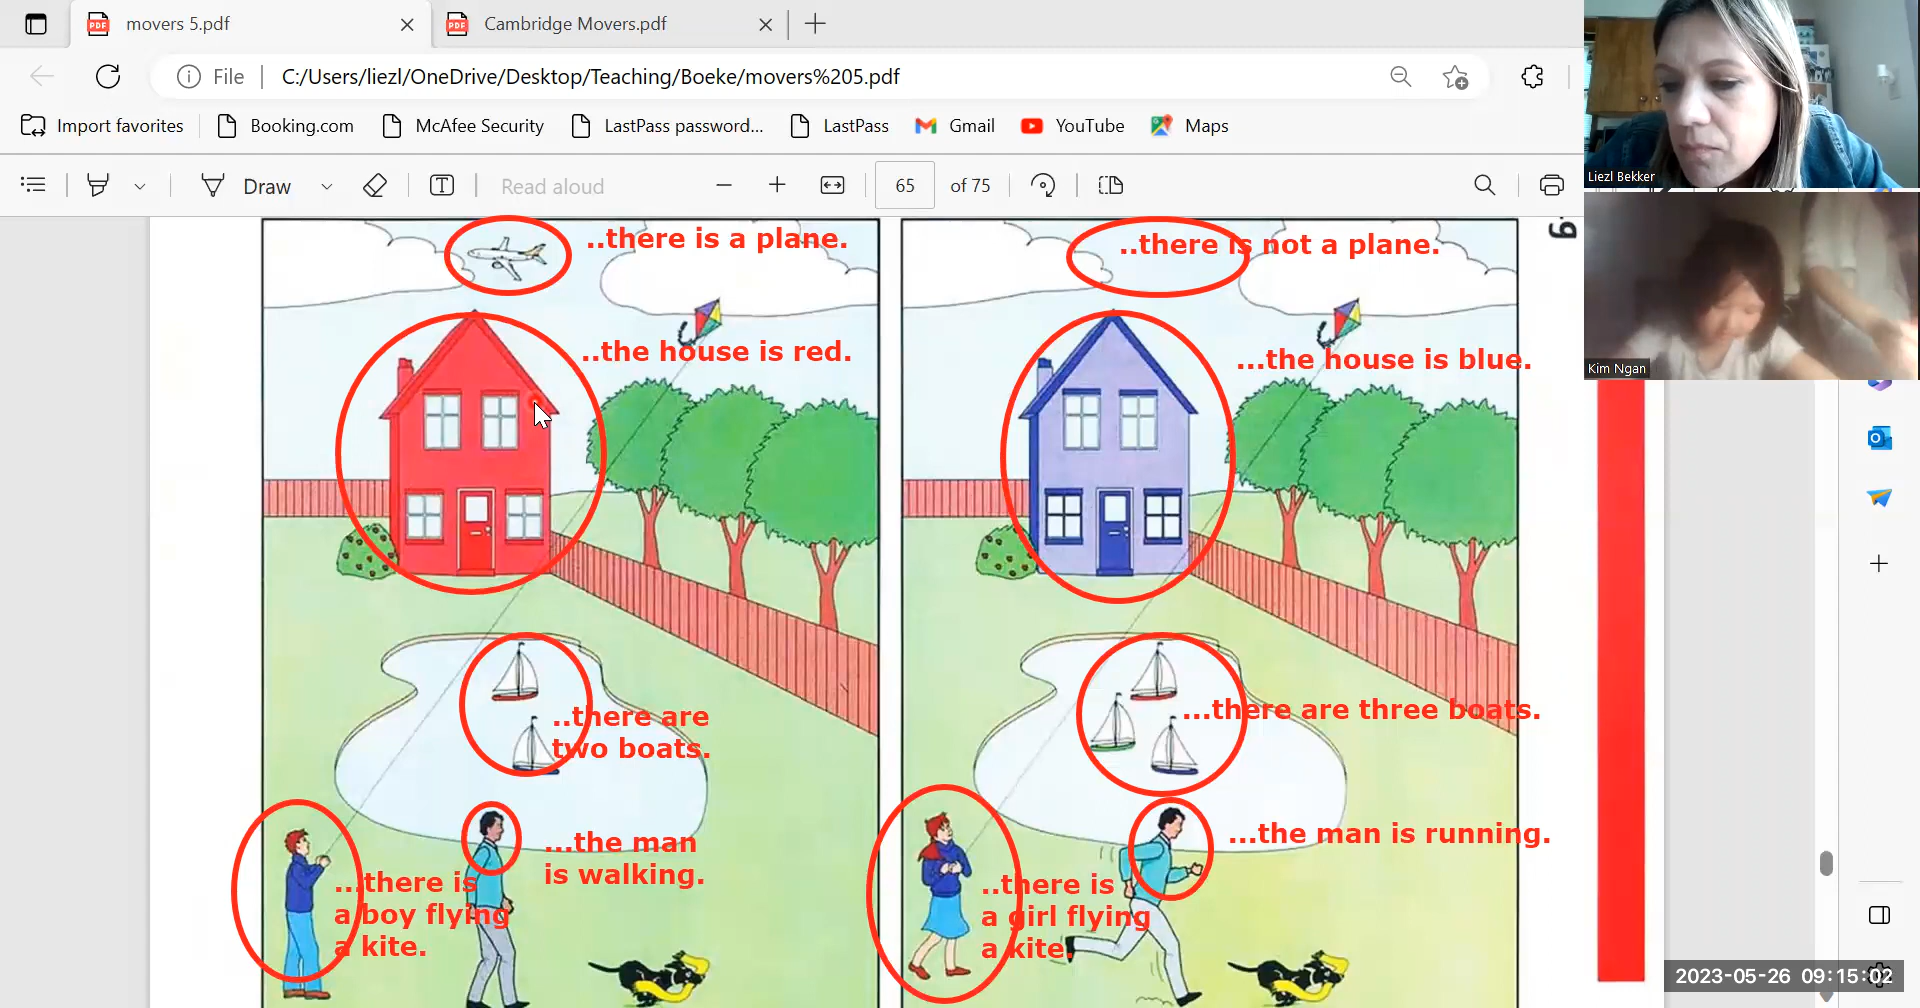 movers 5.pdf
Cambridge Movers.pdf
File
C:/Users/liezl/OneDrive/Desktop/Teaching/Boeke/movers%205.pdf
Import favorites
Booking.com
McAfee Security
LastPass password...
LastPass
Gmail
YouTube
Maps
Draw
Read aloud
65
of 75
Liezl Bekker
Kim Ngan
..there is a plane.
..the house is red.
..there are
two boats.
...the man
is walking.
...there is
a boy flying
a kite.
..there is not a plane.
...the house is blue.
...there are three boats.
...the man is running.
..there is
a girl flying
a kite.
2023-05-26 09:15:02